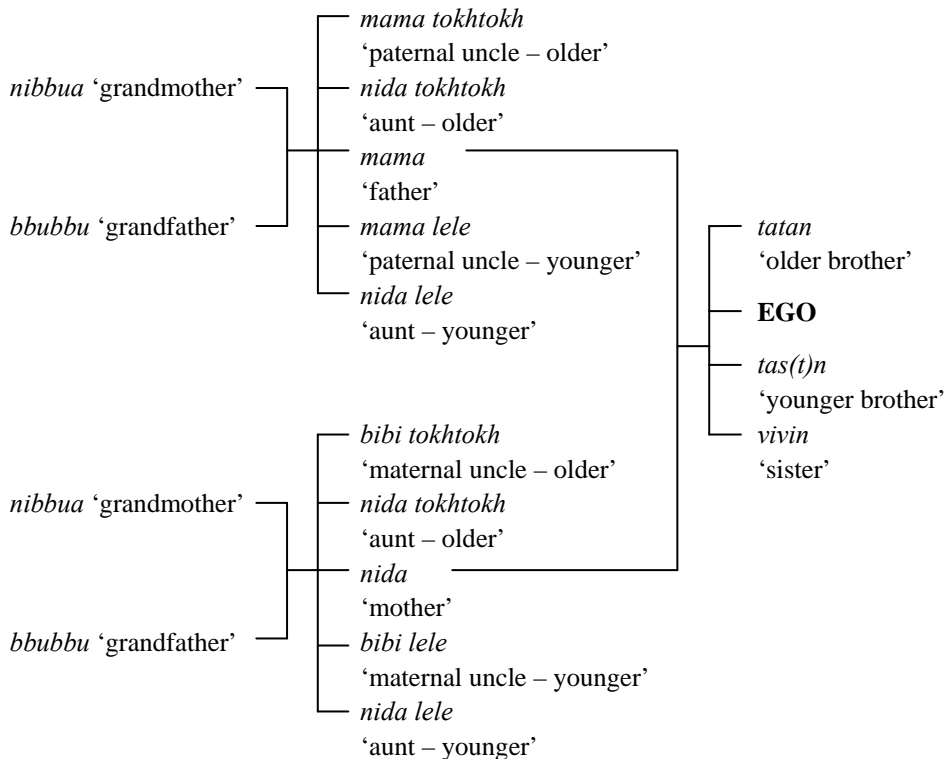 mama tokhtokh
‘paternal uncle – older’
nibbua ‘grandmother’
nida tokhtokh
‘aunt – older’
mama
‘father’
bbubbu ‘grandfather’
mama lele
‘paternal uncle – younger’
nida lele
‘aunt – younger’
tatan
‘older brother’
EGO
tas(t)n
‘younger brother’
vivin
‘sister’
bibi tokhtokh
‘maternal uncle – older’
nibbua ‘grandmother’
nida tokhtokh
‘aunt – older’
nida
‘mother’
bbubbu ‘grandfather’
bibi lele
‘maternal uncle – younger’
nida lele
‘aunt – younger’